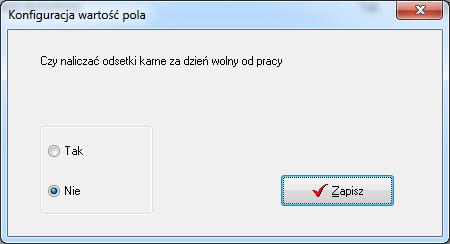 Konfiguracja wartość pola
Czy naliczać odsetki karne za dzień wolny od pracy
Tak
Nie
Zapisz